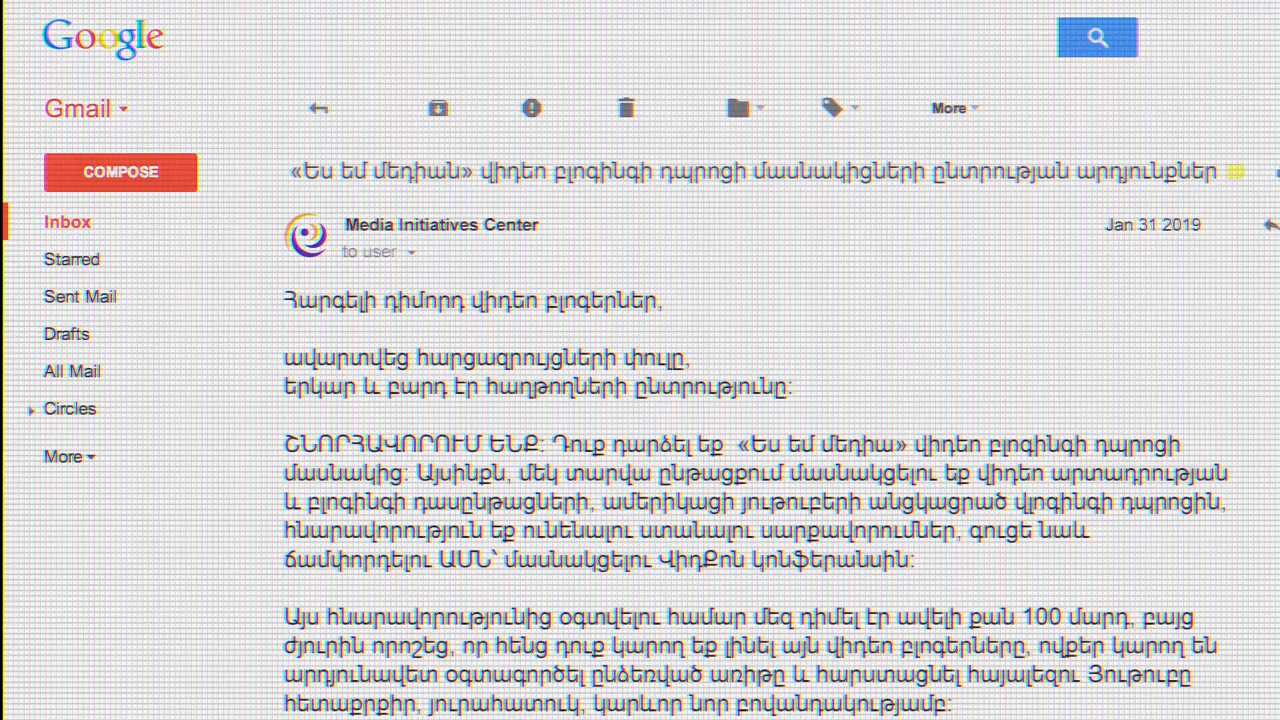 Google
Gmail
More
COMPOSE
«Ես եմ մեդիան» վիդեո բլոգինգի դպրոցի մասնակիցների ընտրության արդյունքներ
Inbox
Media Initiatives Center
Jan 31 2019
to user
Starred
Sent Mail
Հարգելի դիմորդ վիդեո բլոգերներ,
Drafts
ավարտվեց հարցազրույցների փուլը,
All Mail
երկար և բարդ էր հաղթողների ընտրությունը:
Circles
ՇՆՈՐՀԱՎՈՐՈՒՄ ԵՆՔ: Դուք դարձել եք «Ես եմ մեդիա» վիդեո բլոգինգի դպրոցի
More
մասնակից: Այսինքն, մեկ տարվա ընթացքում մասնակցելու եք վիդեո արտադրության
և բլոգինգի դասընթացների, ամերիկացի յութուբերի անցկացրած վլոգինգի դպրոցին,
հնարավորություն եք ունենալու ստանալու սարքավորումներ, գուցե նաև
ճամփորդելու ԱՄՆ՝ մասնակցելու ՎիդՔոն կոնֆերանսին:
Այս հնարավորությունից օգտվելու համար մեզ դիմել էր ավելի քան 100 մարդ, բայց
ժյուրին որոշեց, որ հենց դուք կարող եք լինել այն վիդեո բլոգերները, ովքեր կարող են
արդյունավետ օգտագործել ընձեռված առիթը և հարստացնել հայալեզու Յութուբը
հետաքրքիր, յուրահատուկ, կարևոր նոր բովանդակությամբ: